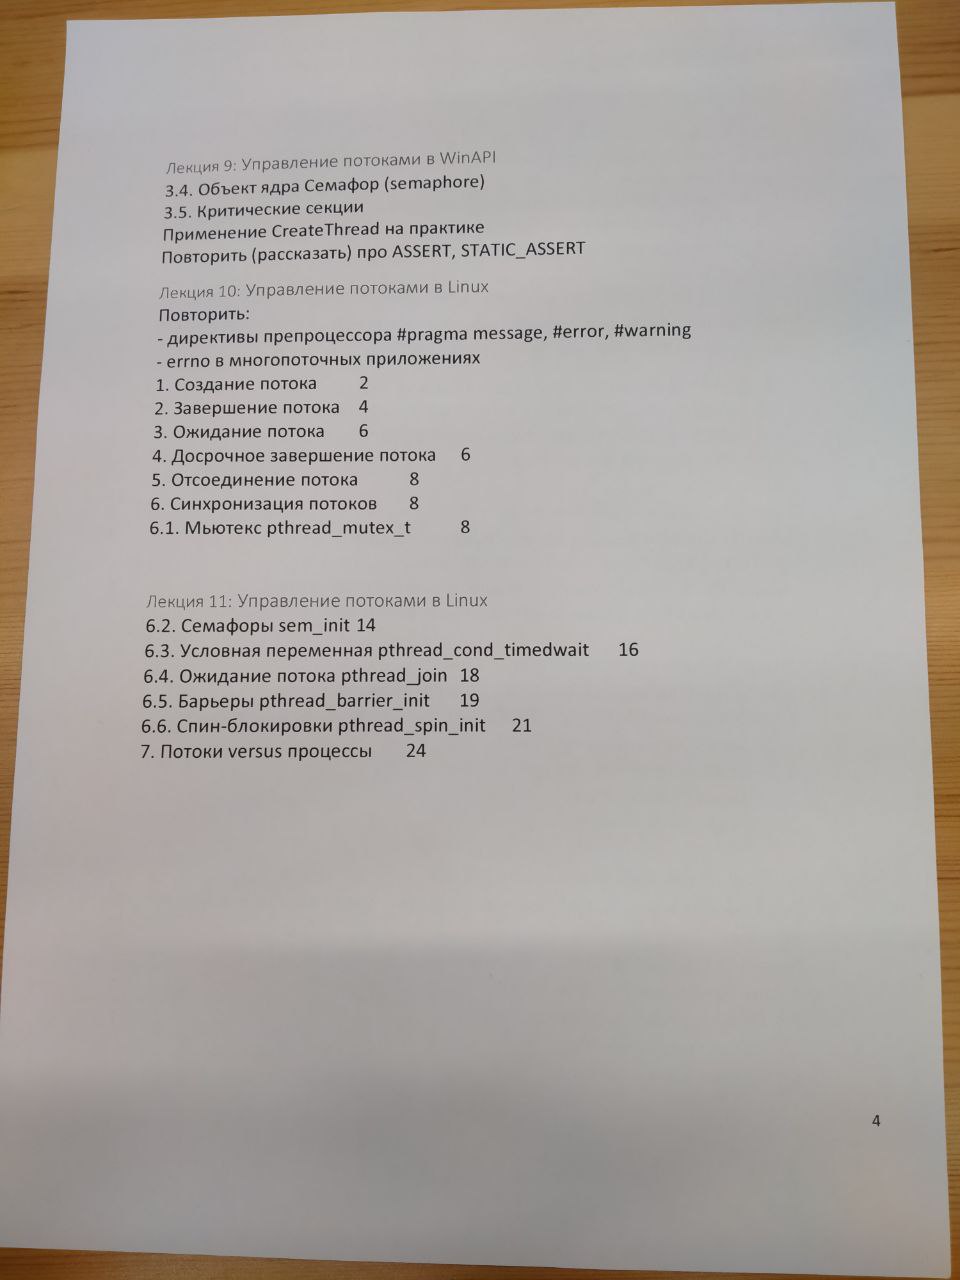 Лекция 9: Управление потоками в WinAPI
3.4. Объект ядра Семафор (semaphore)
3.5. Критические секции
Применение CreateThread на практике
Повторить (рассказать) про ASSERT, STATIC_ASSERT
Лекция 10: Управление потоками в Linux
Повторить:
- директивы препроцессора #pragma message, #error, #warning
- errno в многопоточных приложениях
1. Создание потока 2
2. Завершение потока 4
3. Ожидание потока 6
4. Досрочное завершение потока 6
5. Отсоединение потока 8
6. Синхронизация потоков 8
6.1. Мьютекс pthread_mutex_t 8
Лекция 11: Управление потоками в Linux
6.2. Семафоры sem_init 14
6.3. Условная переменная pthread_cond_timedwait 16
6.4. Ожидание потока pthread_join 18
6.5. Барьеры pthread_barrier_init 19
6.6. Спин-блокировки pthread_spin_init 21
7. Потоки versus процессы 24
4